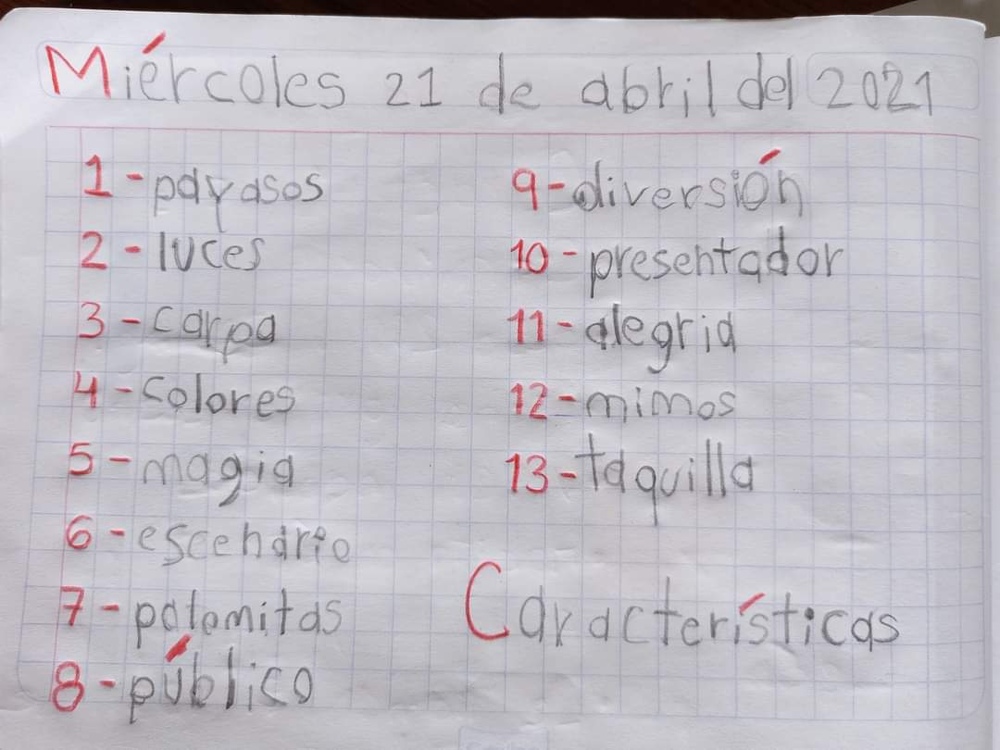 Miércoles 21 de abril del 2021
1-payasos
2-luces
3-carpa
4-colores
5-magia
6-escenario
7-palomitas
8-público
9-diversión
10-presentador
11-alegria
12-mimos
13-taquilla
Características